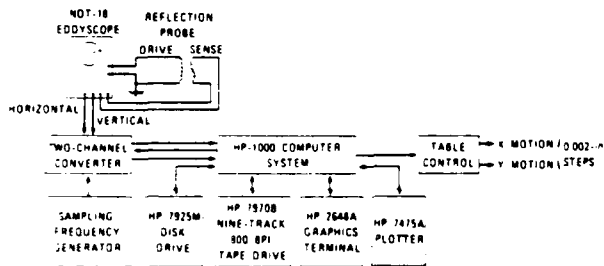 NDT-18
EDDYSCOPE
REFLECTION
PROBE
DRIVE SENSE
HORIZONTAL
VERTICAL
TWO-CHANNEL
CONVERTER
HP-1000 COMPUTER
SYSTEM
TABLE
CONTROL
X MOTION
Y MOTION
0.002-in
STEPS
SAMPLING
FREQUENCY
GENERATOR
HP 7925M
DISK
DRIVE
HP 7970B
NINE-TRACK
800 BPI
TAPE DRIVE
HP 2648A
GRAPHICS
TERMINAL
HP 7475A
PLOTTER